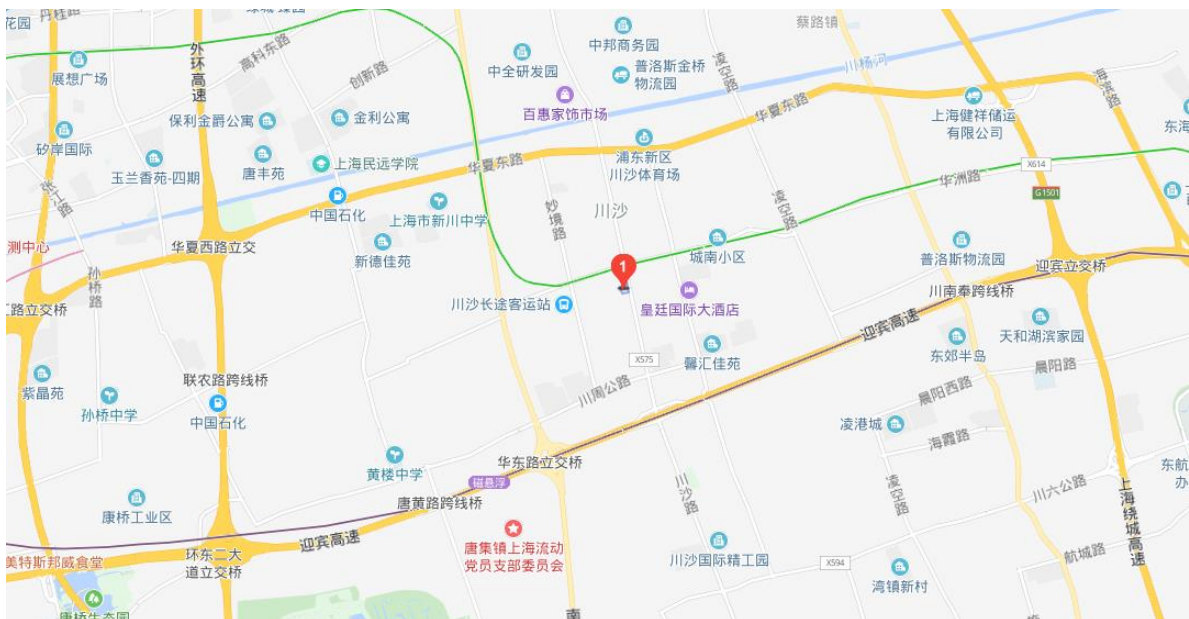 丹桂路
花园
展想广场
外环高速
高科东路
创新路
中全研发园
中邦商务园
普洛斯金桥
物流园
百惠家饰市场
凌空路
蔡路镇
川杨河
海滨路
上海健祥储运
有限公司
东海
矽岸国际
保利金爵公寓
金利公寓
唐丰苑
上海民远学院
玉兰香苑-四期
张江路
华夏东路
浦东新区
川沙体育场
华夏东路
X614
华洲路
G1501
中国石化
上海市新川中学
妙境路
川沙
凌空路
测中心
华夏西路立交
新德佳苑
城南小区
普洛斯物流园
迎宾立交桥
孙桥路
江路立交桥
1
川沙长途客运站
皇廷国际大酒店
川南奉跨线桥
迎宾高速
天和湖滨家园
东郊半岛
X575
馨汇佳苑
晨阳路
紫晶苑
联农路跨线桥
川周公路
晨阳西路
孙桥中学
中国石化
凌港城
海霞路
黄楼中学
华东路立交桥
磁悬浮
川沙路
凌空路
川六公路
东航
办
康桥工业区
唐黄路跨线桥
上海绕城高速
迎宾高速
唐集镇上海流动
党员支部委员会
美特斯邦威食堂
环东二大
道立交桥
川沙国际精工园
X594
湾镇新村
航城路
康桥生态园
南